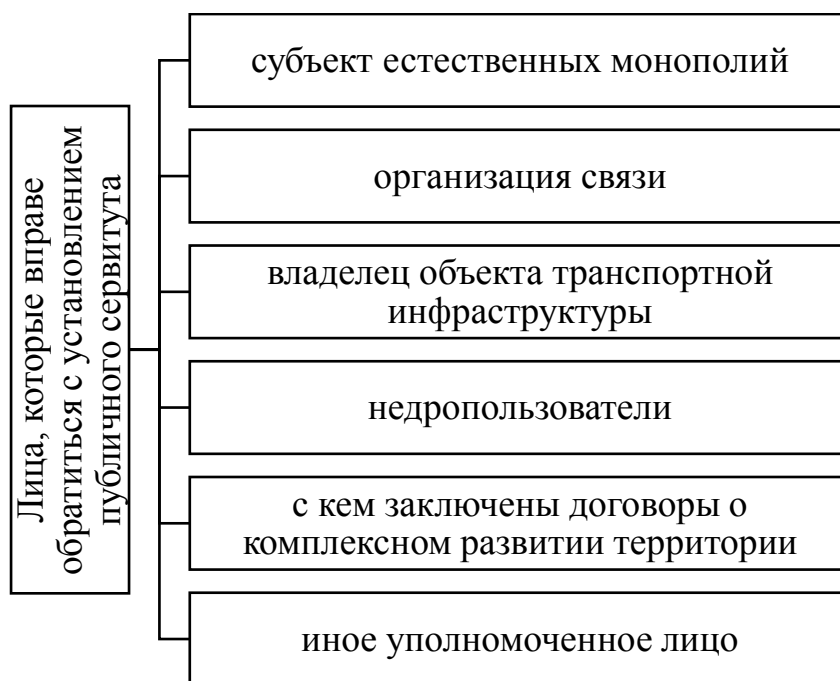 Лица, которые вправе
обратиться с установлением
публичного сервитута
субъект естественных монополий
организация связи
владелец объекта транспортной
инфраструктуры
недропользователи
с кем заключены договоры о
комплексном развитии территории
иное уполномоченное лицо